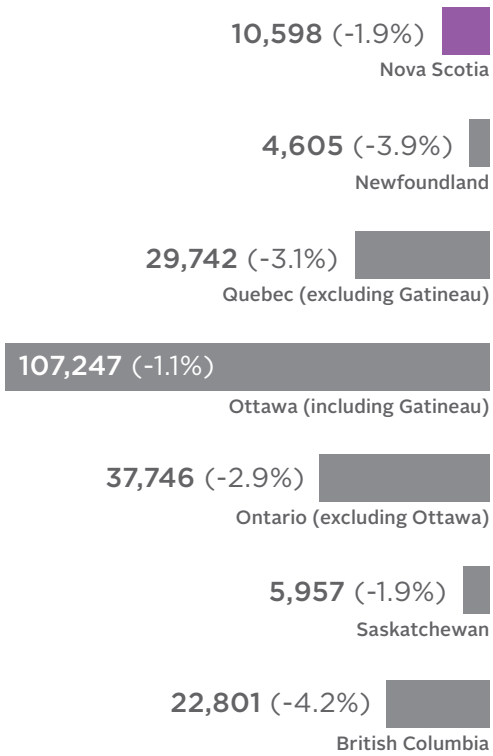 10,598 (-1.9%)
Nova Scotia
4,605 (-3.9%)
Newfoundland
29,742 (-3.1%)
Quebec (excluding Gatineau)
107,247 (-1.1%)
Ottawa (including Gatineau)
37,746 (-2.9%)
Ontario (excluding Ottawa)
5,957 (-1.9%)
Saskatchewan
22,801 (-4.2%)
British Columbia